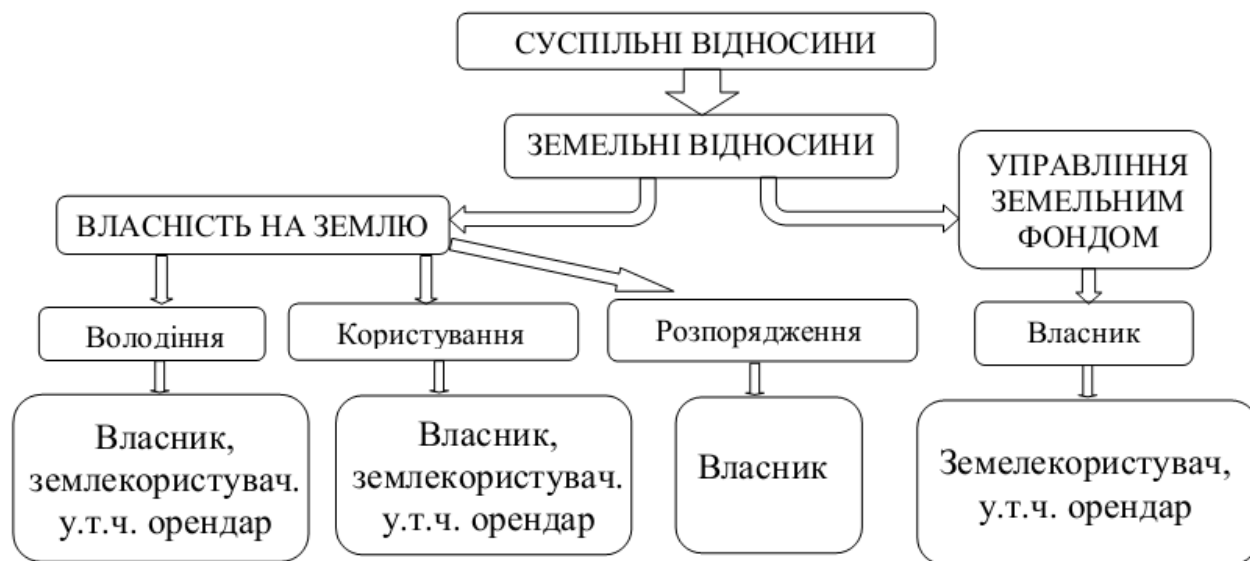 СУСПІЛЬНІ ВІДНОСИНИ
ЗЕМЕЛЬНІ ВІДНОСИНИ
УПРАВЛІННЯ
ЗЕМЕЛЬНИМ
ФОНДОМ
ВЛАСНІСТЬ НА ЗЕМЛЮ
Володіння
Користування
Розпорядження
Власник
Власник,
землекористувач.
у.т.ч. орендар
Власник,
землекористувач.
у.т.ч. орендар
Власник
Земелекористувач,
у.т.ч. орендар